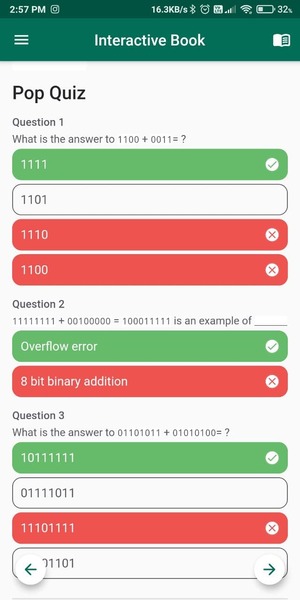 2:57 PM 16.3KB/s 32%
Interactive Book
Pop Quiz
Question 1
What is the answer to 1100 + 0011= ?
1111
1101
1110
1100
Question 2
11111111 + 00100000 = 100011111 is an example of ______
Overflow error
8 bit binary addition
Question 3
What is the answer to 01101011 + 01010100= ?
10111111
01111011
11101111
01101